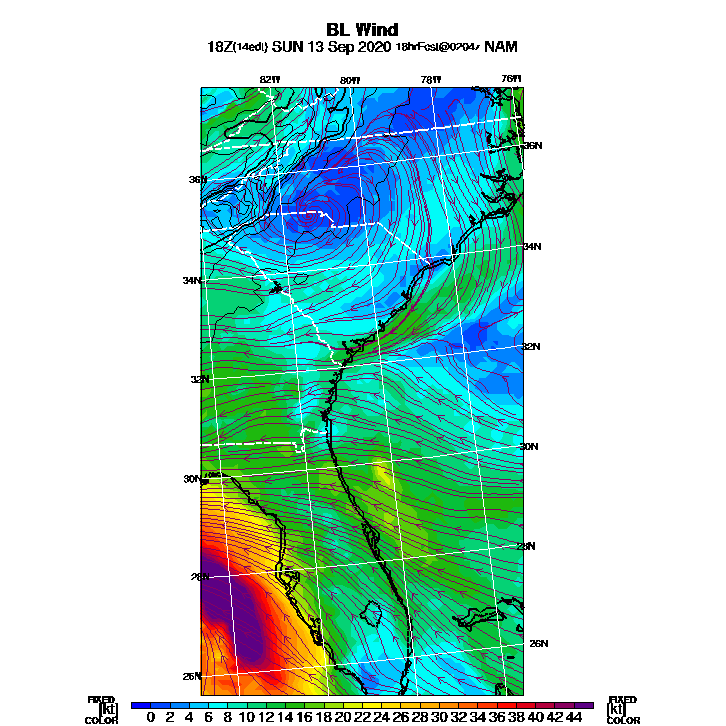 BL Wind
18Z(14edt) SUN 13 Sep 2020 18hrFcst@0204z NAM
82W 80W 78W 76W
36N
36N
34N
34N
32N
32N
30N
30N
28N
28N
26N
26N
FIXED FIXED
[kt] 0 2 4 6 8 10 12 14 16 18 20 22 24 26 28 30 32 34 36 38 40 42 44 [kt]
COLOR COLOR